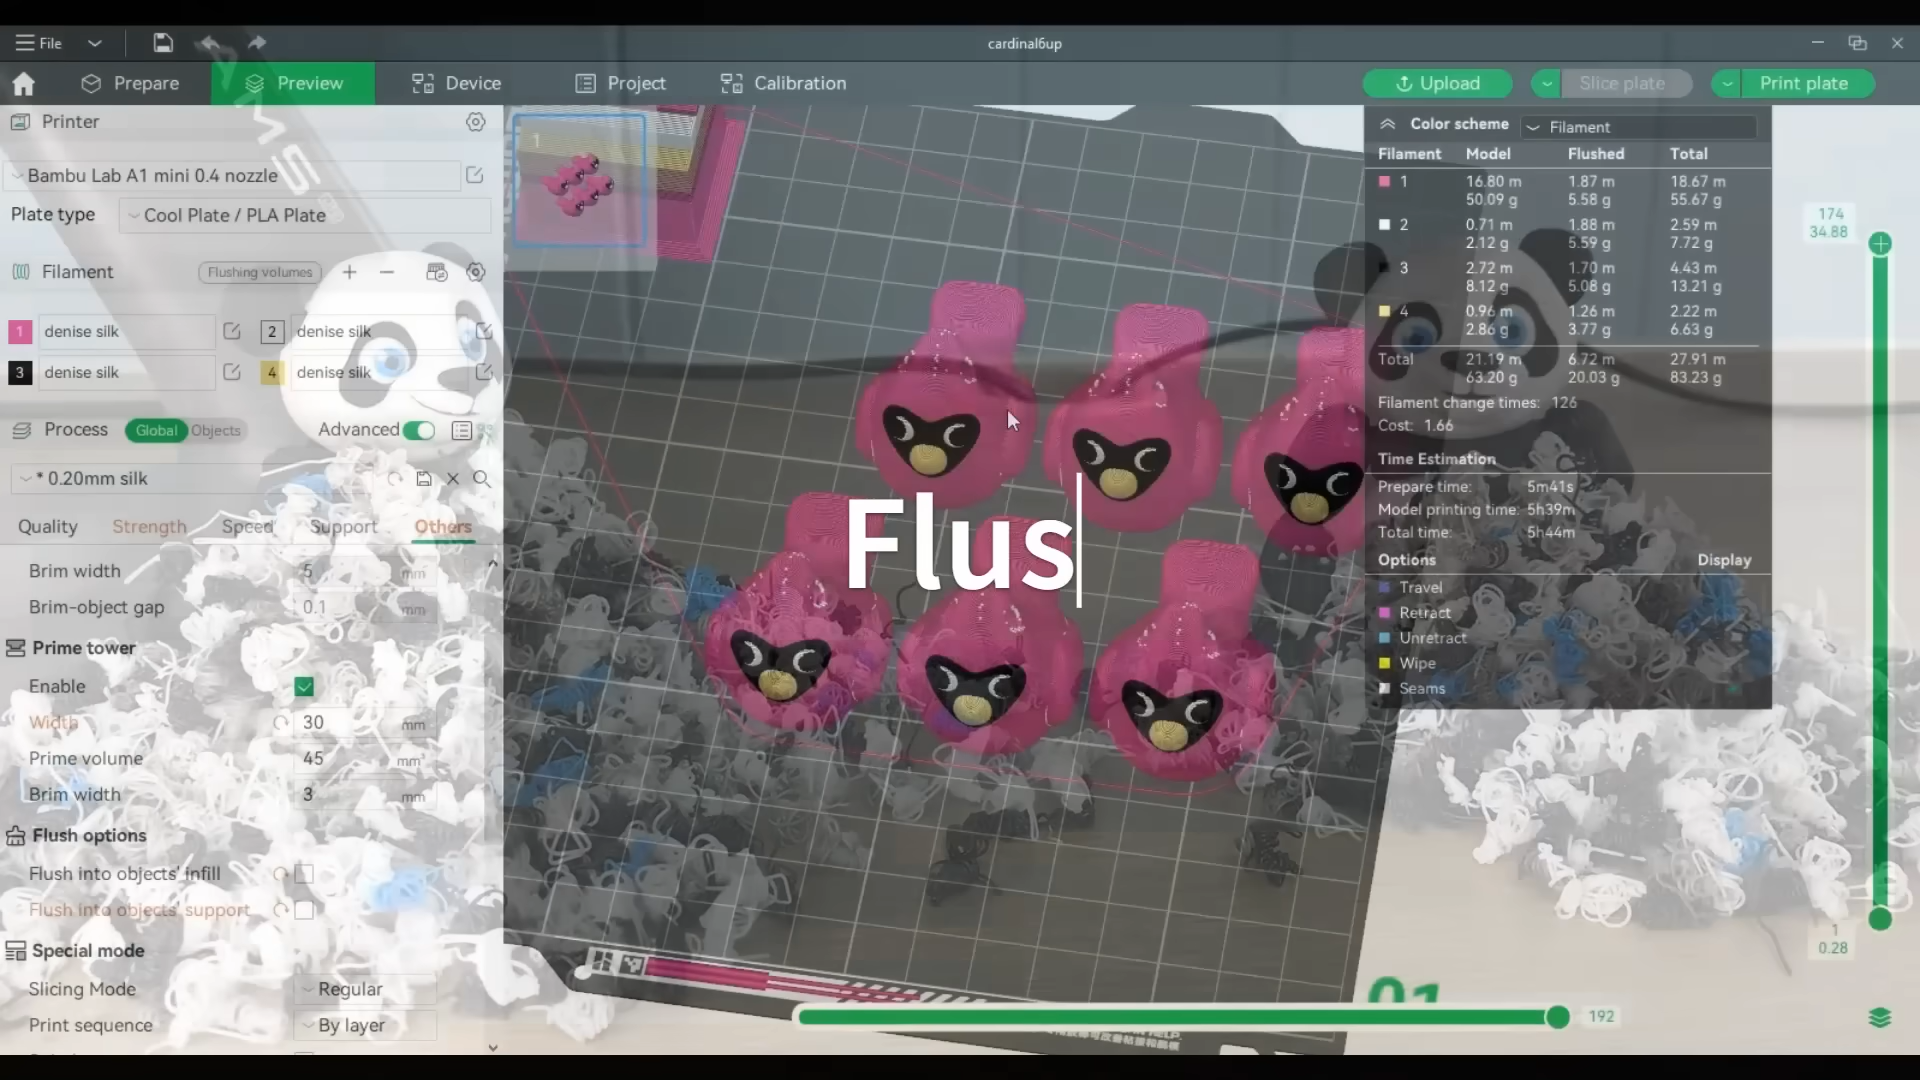 File
cardinal6up
Prepare
Preview
Device
Project
Calibration
Upload
Slice plate
Print plate
Printer
Bambu Lab A1 mini 0.4 nozzle
Plate type
Cool Plate / PLA Plate
Filament
Flushing volumes
1 denise silk
2 denise silk
3 denise silk
4 denise silk
Process
Global
Objects
Advanced
* 0.20mm silk
Quality
Strength
Speed
Support
Others
Brim width 5 mm
Brim-object gap 0.1 mm
Prime tower
Enable
Width 30 mm
Prime volume 45 mm³
Brim width 3 mm
Flush options
Flush into objects' infill
Flush into objects' support
Special mode
Slicing Mode Regular
Print sequence By layer
AMS
1
Flus
01
Color scheme Filament
Filament Model Flushed Total
1 16.80 m 1.87 m 18.67 m
50.09 g 5.58 g 55.67 g
2 0.71 m 1.88 m 2.59 m
2.12 g 5.59 g 7.72 g
3 2.72 m 1.70 m 4.43 m
8.12 g 5.08 g 13.21 g
4 0.96 m 1.26 m 2.22 m
2.86 g 3.77 g 6.63 g
Total 21.19 m 6.72 m 27.91 m
63.20 g 20.03 g 83.23 g
Filament change times: 126
Cost: 1.66
Time Estimation
Prepare time: 5m41s
Model printing time: 5h39m
Total time: 5h44m
Options Display
Travel
Retract
Unretract
Wipe
Seams
174
34.88
1
0.28
192